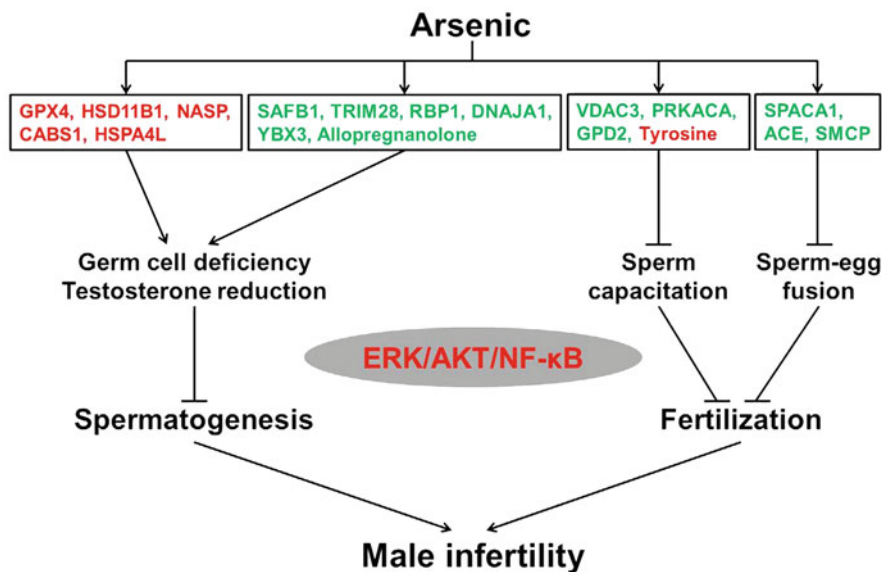 Arsenic
GPX4, HSD11B1, NASP,
CABS1, HSPA4L
SAFB1, TRIM28, RBP1, DNAJA1,
YBX3, Allopregnanolone
VDAC3, PRKACA,
GPD2, Tyrosine
SPACA1,
ACE, SMCP
Germ cell deficiency
Testosterone reduction
Sperm
capacitation
Sperm-egg
fusion
ERK/AKT/NF-κB
Spermatogenesis
Fertilization
Male infertility